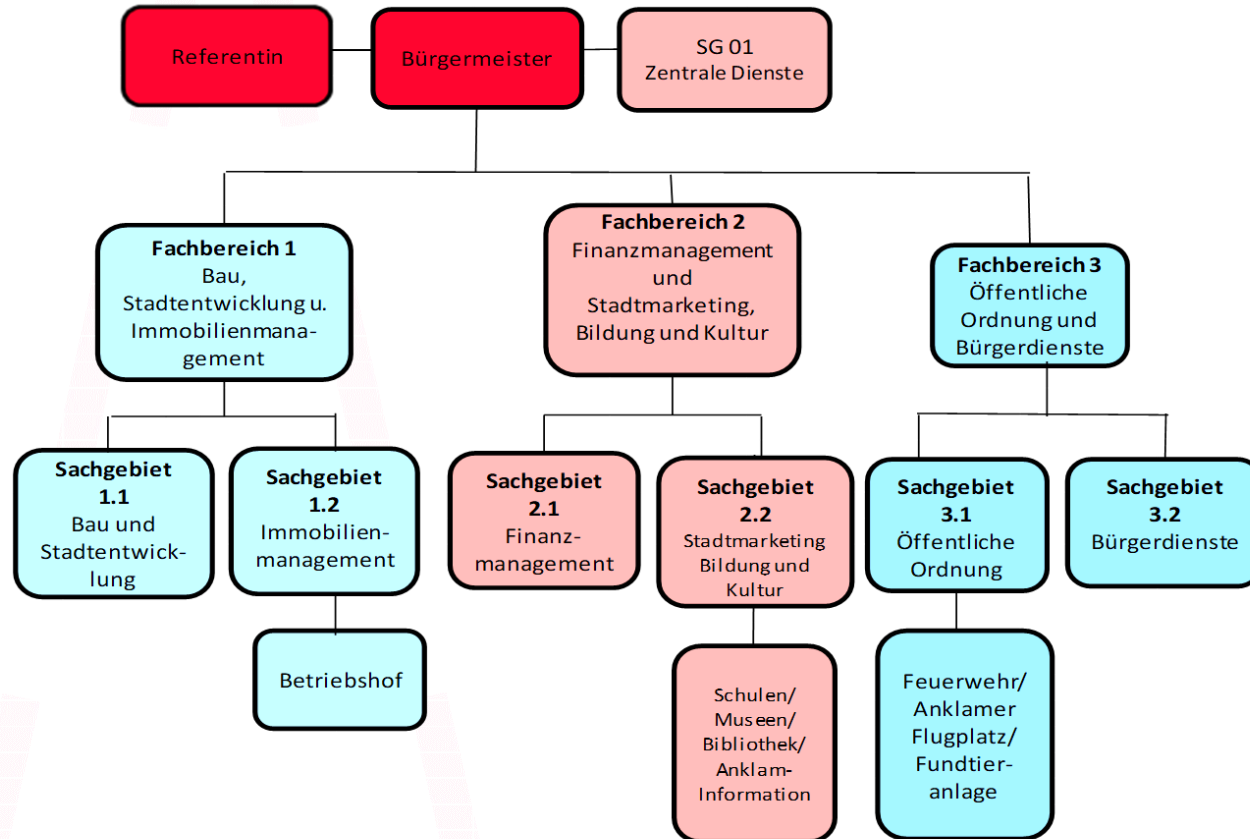 Referentin
Bürgermeister
SG 01
Zentrale Dienste
Fachbereich 1
Bau,
Stadtentwicklung u.
Immobilienmana-
gement
Fachbereich 2
Finanzmanagement
und
Stadtmarketing,
Bildung und Kultur
Fachbereich 3
Öffentliche
Ordnung und
Bürgerdienste
Sachgebiet
1.1
Bau und
Stadtentwick-
lung
Sachgebiet
1.2
Immobilien-
management
Sachgebiet
2.1
Finanz-
management
Sachgebiet
2.2
Stadtmarketing
Bildung und
Kultur
Sachgebiet
3.1
Öffentliche
Ordnung
Sachgebiet
3.2
Bürgerdienste
Betriebshof
Schulen/
Museen/
Bibliothek/
Anklam-
Information
Feuerwehr/
Anklamer
Flugplatz/
Fundtier-
anlage